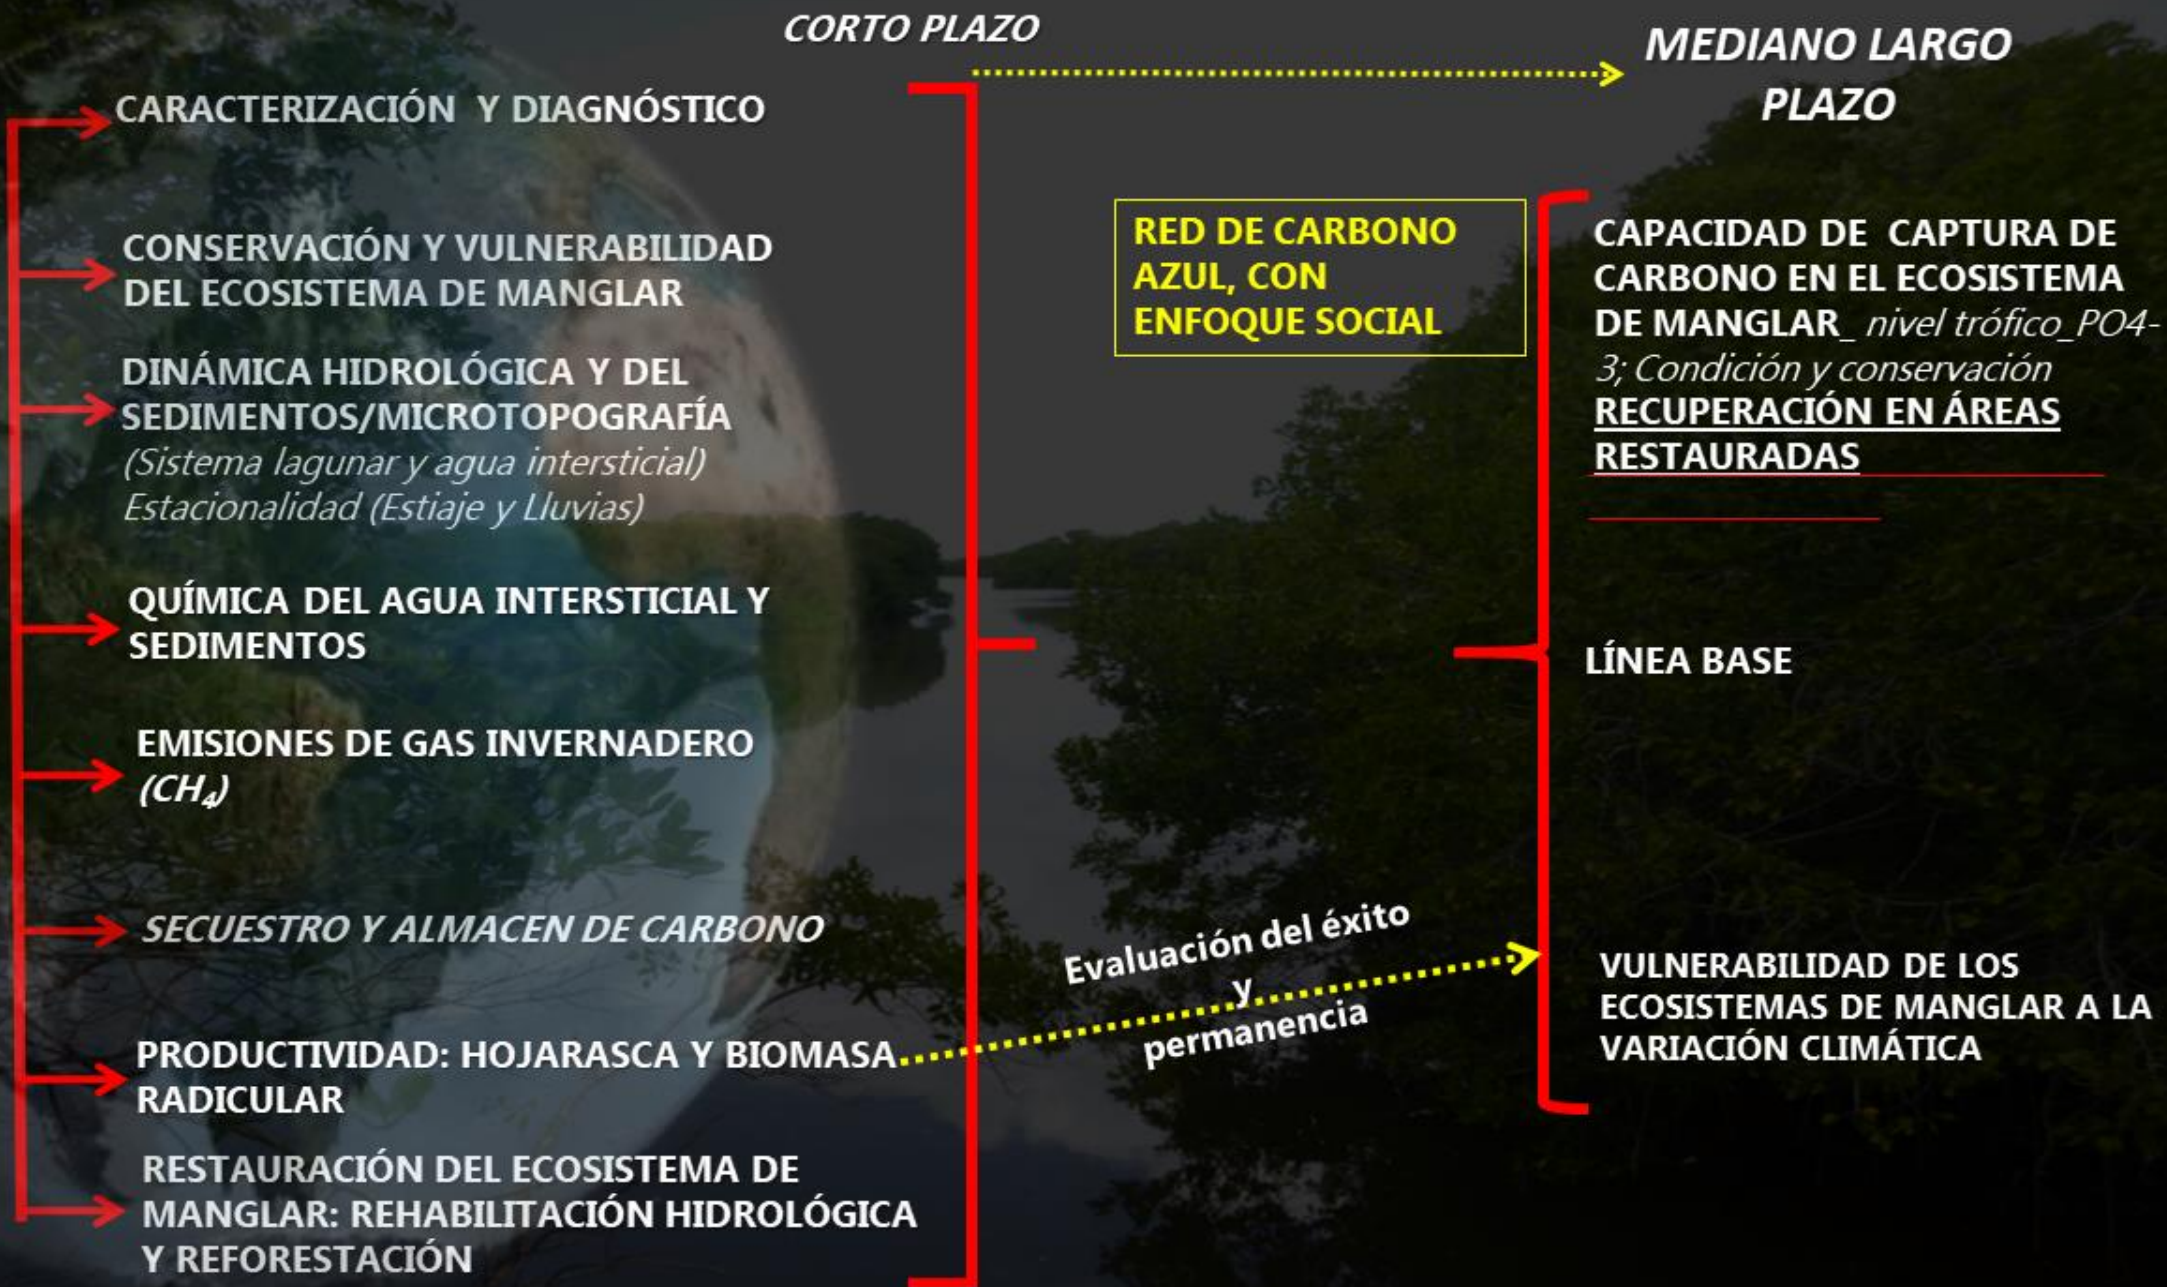 CORTO PLAZO
MEDIANO LARGO
PLAZO
CARACTERIZACIÓN Y DIAGNÓSTICO
CONSERVACIÓN Y VULNERABILIDAD
DEL ECOSISTEMA DE MANGLAR
DINÁMICA HIDROLÓGICA Y DEL
SEDIMENTOS/MICROTOPOGRAFÍA
(Sistema lagunar y agua intersticial)
Estacionalidad (Estiaje y Lluvias)
QUÍMICA DEL AGUA INTERSTICIAL Y
SEDIMENTOS
EMISIONES DE GAS INVERNADERO
(CH₄)
SECUESTRO Y ALMACEN DE CARBONO
PRODUCTIVIDAD: HOJARASCA Y BIOMASA
RADICULAR
RESTAURACIÓN DEL ECOSISTEMA DE
MANGLAR: REHABILITACIÓN HIDROLÓGICA
Y REFORESTACIÓN
RED DE CARBONO
AZUL, CON
ENFOQUE SOCIAL
Evaluación del éxito
y
permanencia
CAPACIDAD DE CAPTURA DE
CARBONO EN EL ECOSISTEMA
DE MANGLAR_ nivel trófico_PO4-
3; Condición y conservación
RECUPERACIÓN EN ÁREAS
RESTAURADAS
LÍNEA BASE
VULNERABILIDAD DE LOS
ECOSISTEMAS DE MANGLAR A LA
VARIACIÓN CLIMÁTICA